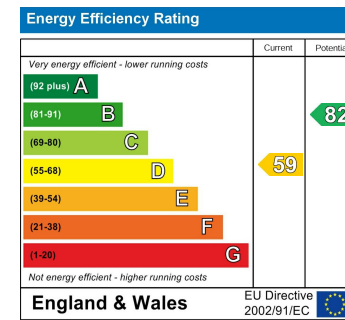 Energy Efficiency Rating
Current Potentia
Very energy efficient - lower running costs
(92 plus) A
(81-91) B
82
(69-80) C
(55-68) D
59
(39-54) E
(21-38) F
(1-20) G
Not energy efficient - higher running costs
England & Wales
EU Directive
2002/91/EC